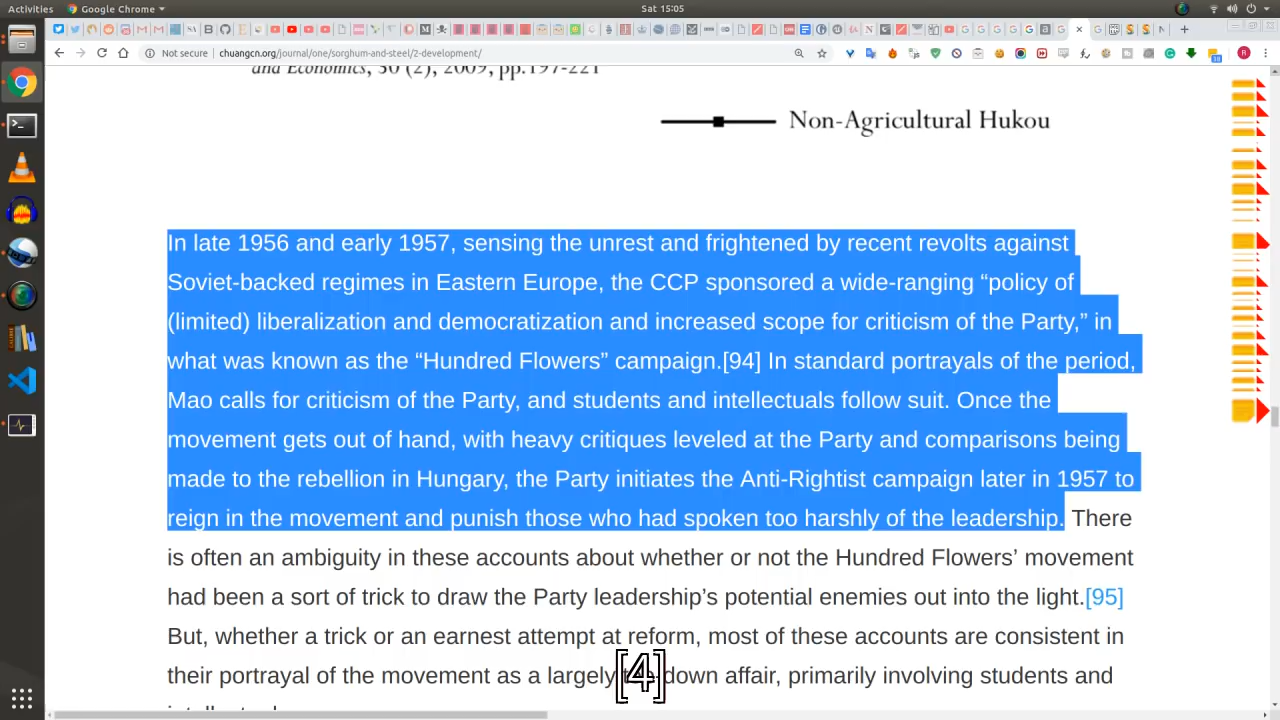 Activities
Google Chrome
Sat 15:05
Not secure
chuangcn.org/journal/one/sorghum-and-steel/2-development/
and Economics, 30 (2), 2009, pp.197-221
Non-Agricultural Hukou
In late 1956 and early 1957, sensing the unrest and frightened by recent revolts against
Soviet-backed regimes in Eastern Europe, the CCP sponsored a wide-ranging “policy of
(limited) liberalization and democratization and increased scope for criticism of the Party,” in
what was known as the “Hundred Flowers” campaign.[94] In standard portrayals of the period,
Mao calls for criticism of the Party, and students and intellectuals follow suit. Once the
movement gets out of hand, with heavy critiques leveled at the Party and comparisons being
made to the rebellion in Hungary, the Party initiates the Anti-Rightist campaign later in 1957 to
reign in the movement and punish those who had spoken too harshly of the leadership. There
is often an ambiguity in these accounts about whether or not the Hundred Flowers’ movement
had been a sort of trick to draw the Party leadership’s potential enemies out into the light.[95]
But, whether a trick or an earnest attempt at reform, most of these accounts are consistent in
their portrayal of the movement as a largely down affair, primarily involving students and
[4]